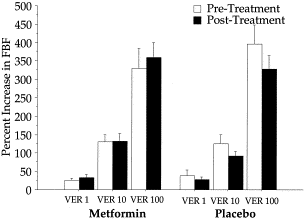 Pre-Treatment
Post-Treatment
Percent Increase in FBF
500
450
400
350
300
250
200
150
100
50
0
VER 1 VER 10 VER 100 VER 1 VER 10 VER 100
Metformin Placebo